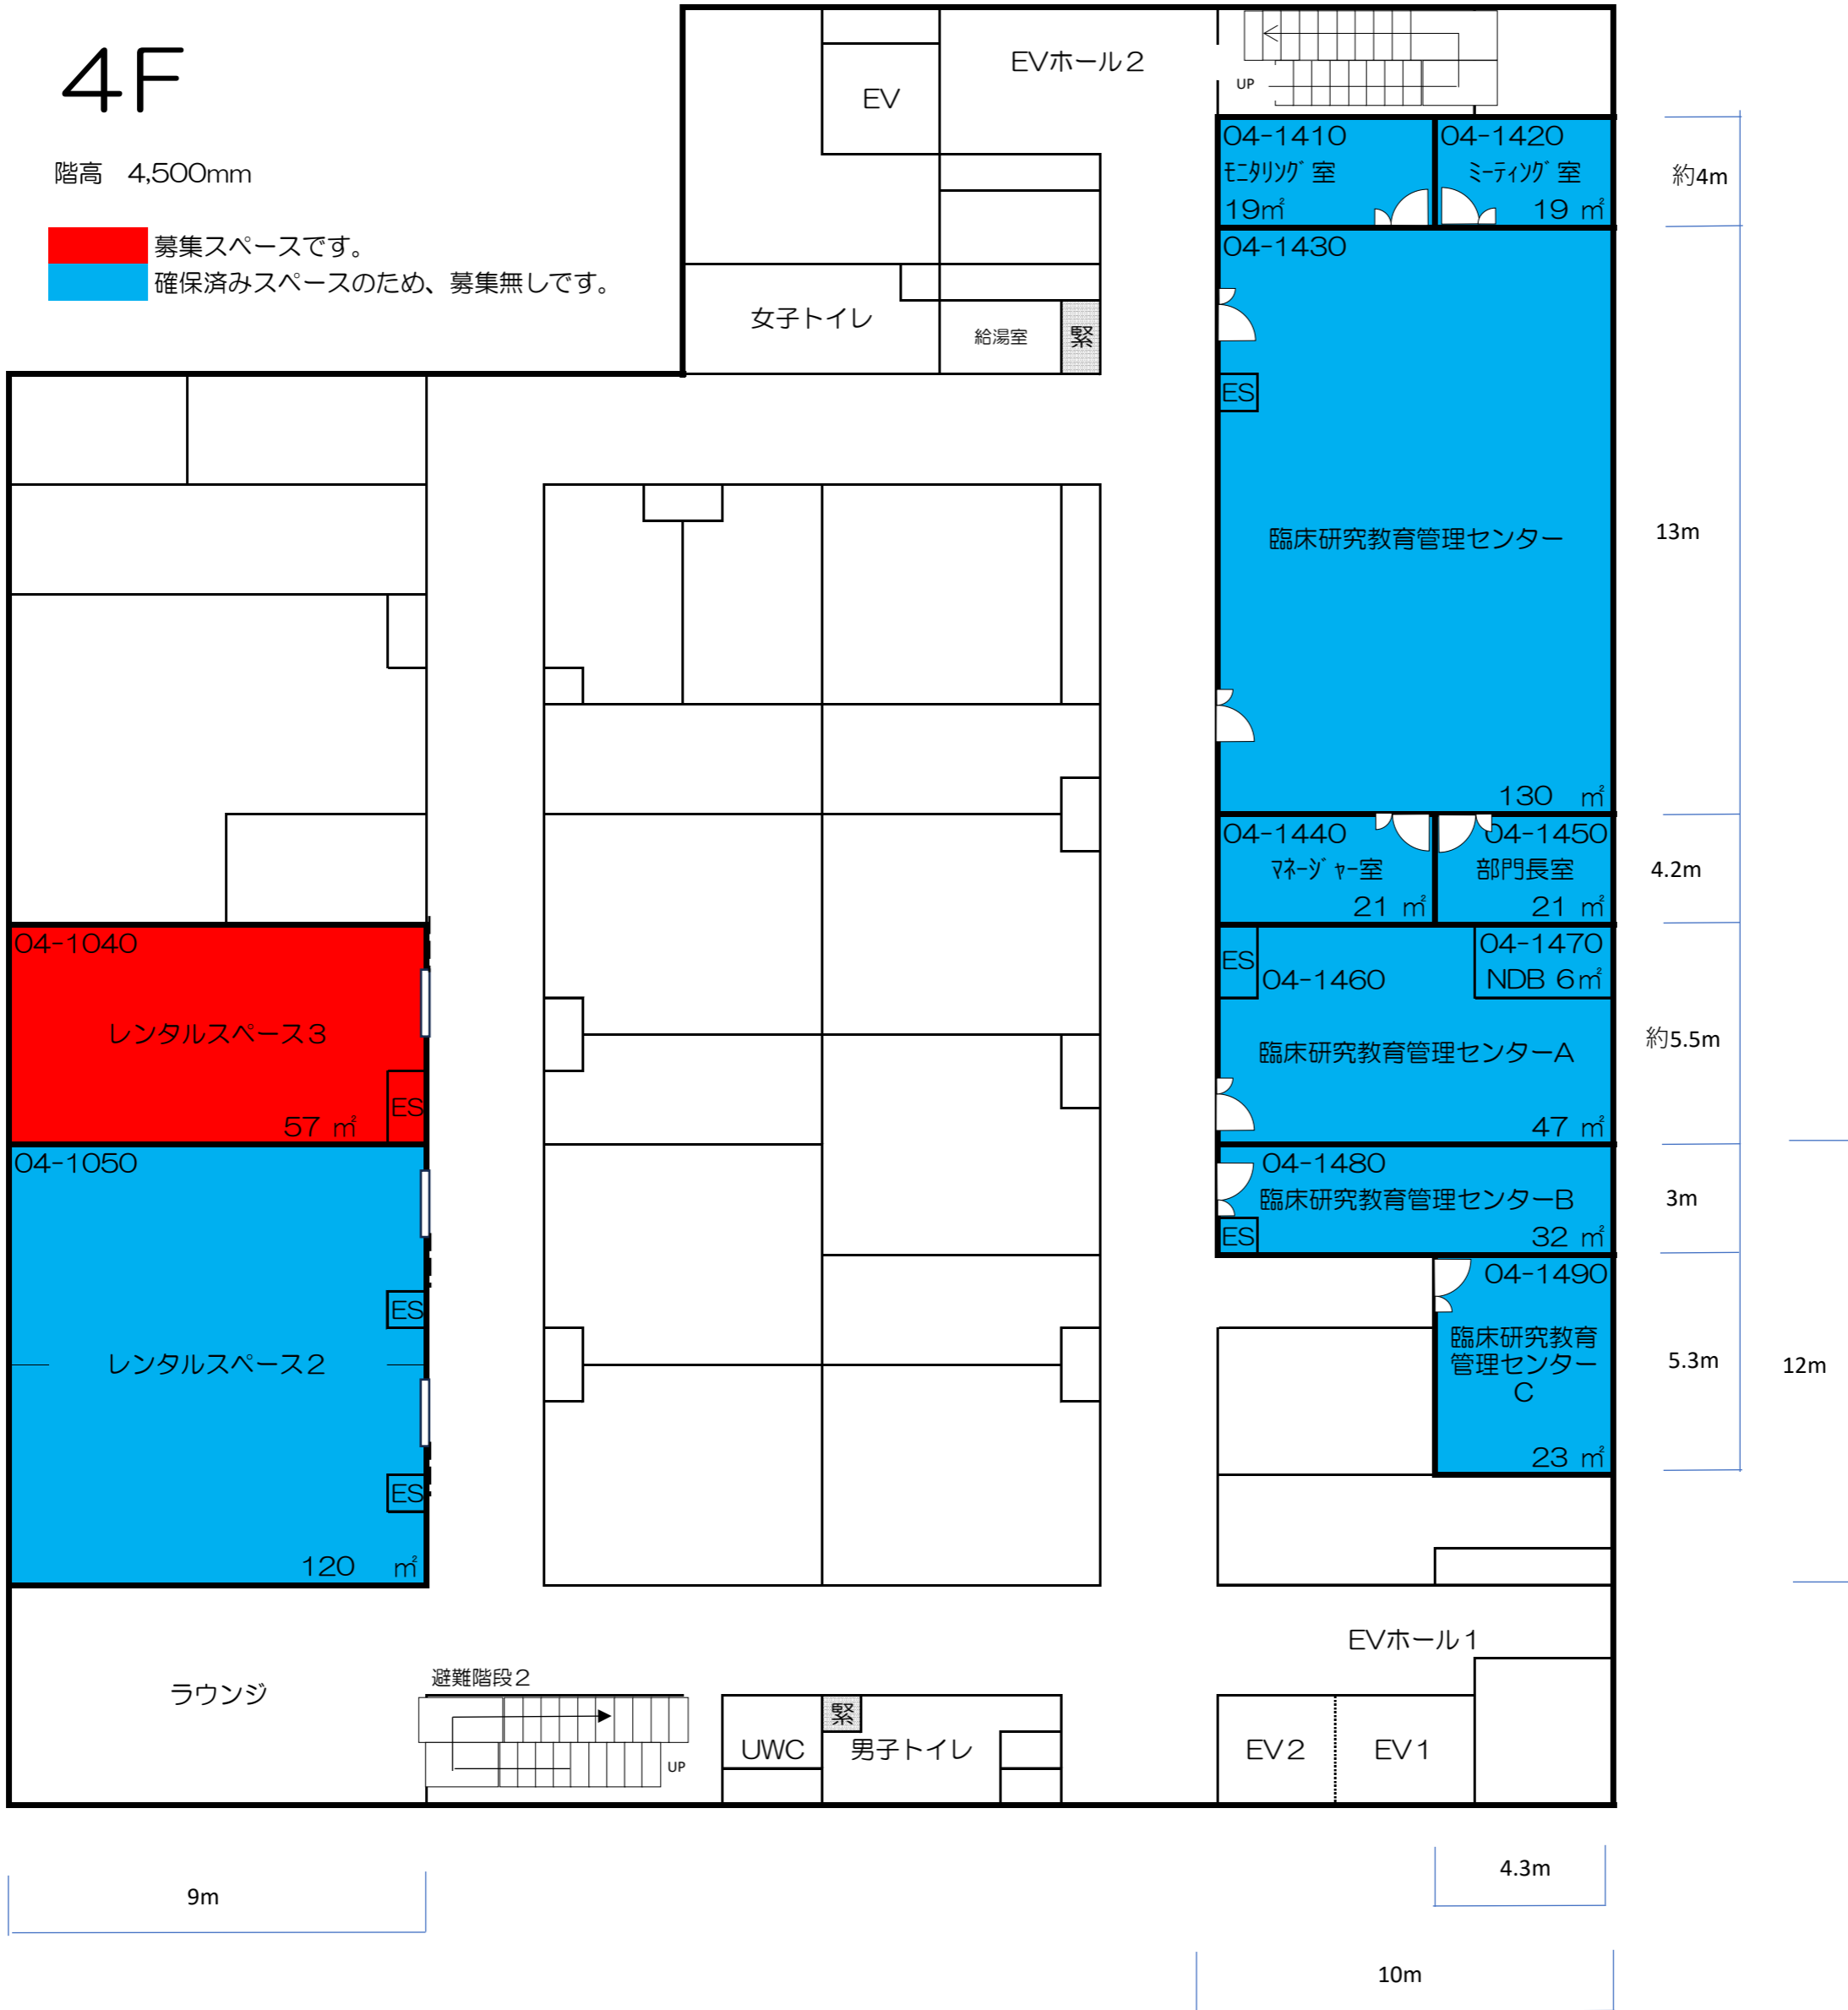 4F
階高　4,500mm
募集スペースです。
確保済みスペースのため、募集無しです。
EVホール2
EV
UP
女子トイレ
給湯室
緊
04-1410
モニタリング室
19㎡
04-1420
ミーティング室
19 ㎡
約4m
04-1430
ES
臨床研究教育管理センター
130 ㎡
13m
04-1440
マネージャー室
21 ㎡
04-1450
部門長室
21 ㎡
4.2m
ES
04-1460
04-1470
NDB 6㎡
臨床研究教育管理センターA
47 ㎡
約5.5m
04-1480
臨床研究教育管理センターB
ES
32 ㎡
3m
04-1490
臨床研究教育
管理センター
C
23 ㎡
5.3m
12m
04-1040
レンタルスペース3
ES
57 ㎡
04-1050
ES
レンタルスペース2
ES
120 ㎡
EVホール1
ラウンジ
避難階段2
UP
UWC
緊
男子トイレ
EV2
EV1
9m
4.3m
10m